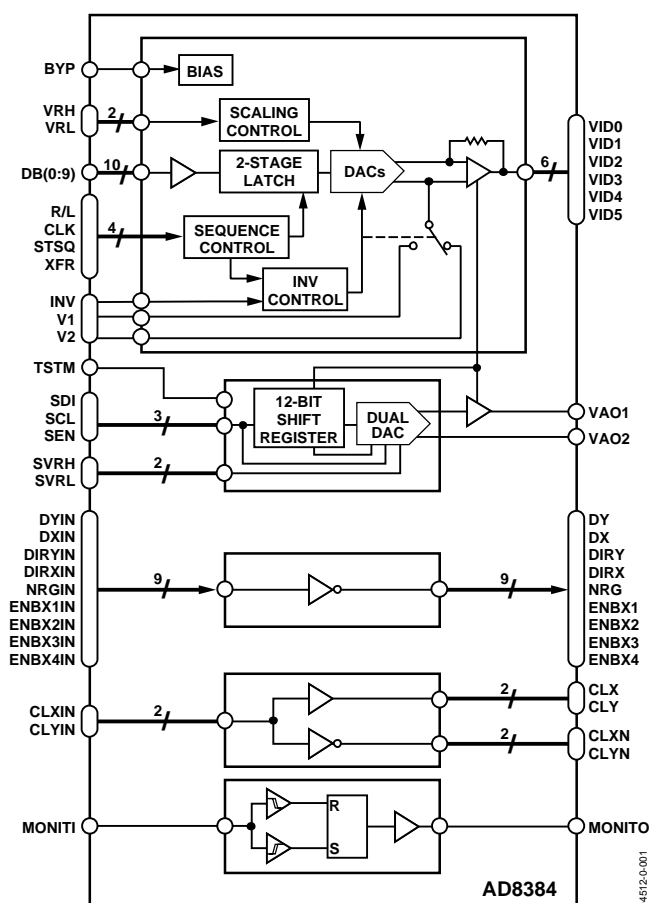 BYP
BIAS
VRH
VRL
2
SCALING
CONTROL
VID0
VID1
VID2
VID3
VID4
VID5
6
DB(0:9)
10
2-STAGE
LATCH
DACs
R/L
CLK
STSQ
XFR
4
SEQUENCE
CONTROL
INV
CONTROL
INV
V1
V2
TSTM
SDI
SCL
SEN
3
12-BIT
SHIFT
REGISTER
DUAL
DAC
VAO1
VAO2
SVRH
SVRL
2
DYIN
DXIN
DIRYIN
DIRXIN
NRGIN
ENBX1IN
ENBX2IN
ENBX3IN
ENBX4IN
9
9
DY
DX
DIRY
DIRX
NRG
ENBX1
ENBX2
ENBX3
ENBX4
CLXIN
CLYIN
2
2
CLX
CLY
2
CLXN
CLYN
MONITI
R
S
MONITO
AD8384
4512-0-001